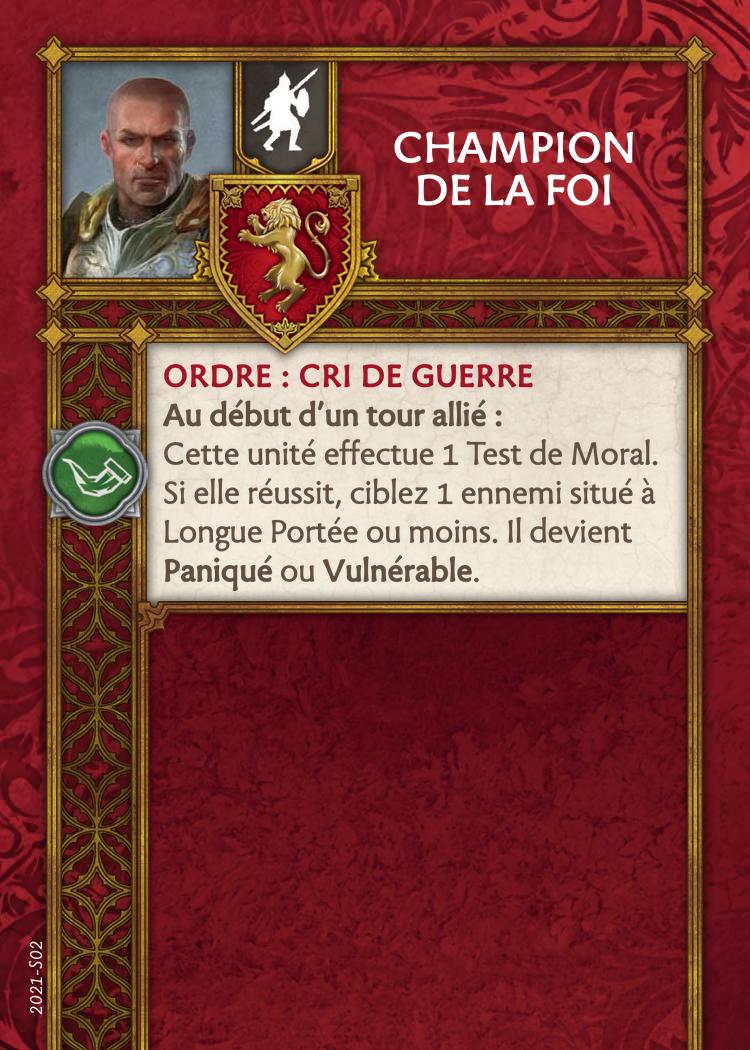 CHAMPION
DE LA FOI
ORDRE : CRI DE GUERRE
Au début d’un tour allié :
Cette unité effectue 1 Test de Moral.
Si elle réussit, ciblez 1 ennemi situé à
Longue Portée ou moins. Il devient
Paniqué ou Vulnérable.
2021-S02